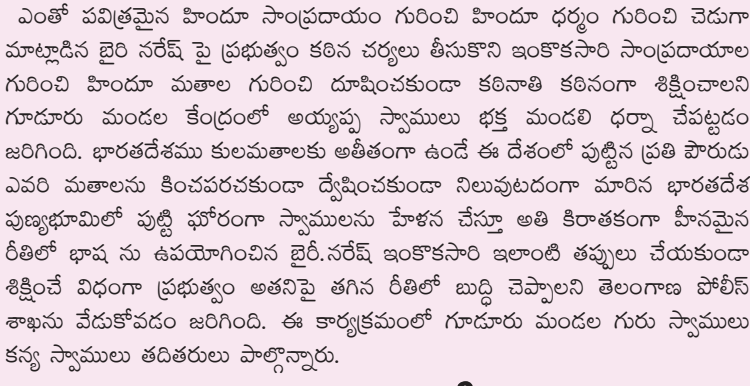 ఎంతో పవిత్రమైన హిందూ సాంప్రదాయం గురించి హిందూ ధర్మం గురించి చెడుగా
మాట్లాడిన బైరి నరేష్ పై ప్రభుత్వం కఠిన చర్యలు తీసుకొని ఇంకొకసారి సాంప్రదాయాల
గురించి హిందూ మతాల గురించి దూషించకుండా కఠినాతి కఠినంగా శిక్షించాలని
గూడూరు మండల కేంద్రంలో అయ్యప్ప స్వాములు భక్త మండలి ధర్నా చేపట్టడం
జరిగింది. భారతదేశము కులమతాలకు అతీతంగా ఉండే ఈ దేశంలో పుట్టిన ప్రతి పౌరుడు
ఎవరి మతాలను కించపరచకుండా ద్వేషించకుండా నిలువుటదంగా మారిన భారతదేశ
పుణ్యభూమిలో పుట్టి ఘోరంగా స్వాములను హేళన చేస్తూ అతి కిరాతకంగా హీనమైన
రీతిలో భాష ను ఉపయోగించిన బైరీ.నరేష్ ఇంకొకసారి ఇలాంటి తప్పులు చేయకుండా
శిక్షించే విధంగా ప్రభుత్వం అతనిపై తగిన రీతిలో బుద్ధి చెప్పాలని తెలంగాణ పోలీస్
శాఖను వేడుకోవడం జరిగింది. ఈ కార్యక్రమంలో గూడూరు మండల గురు స్వాములు
కన్య స్వాములు తదితరులు పాల్గొన్నారు.